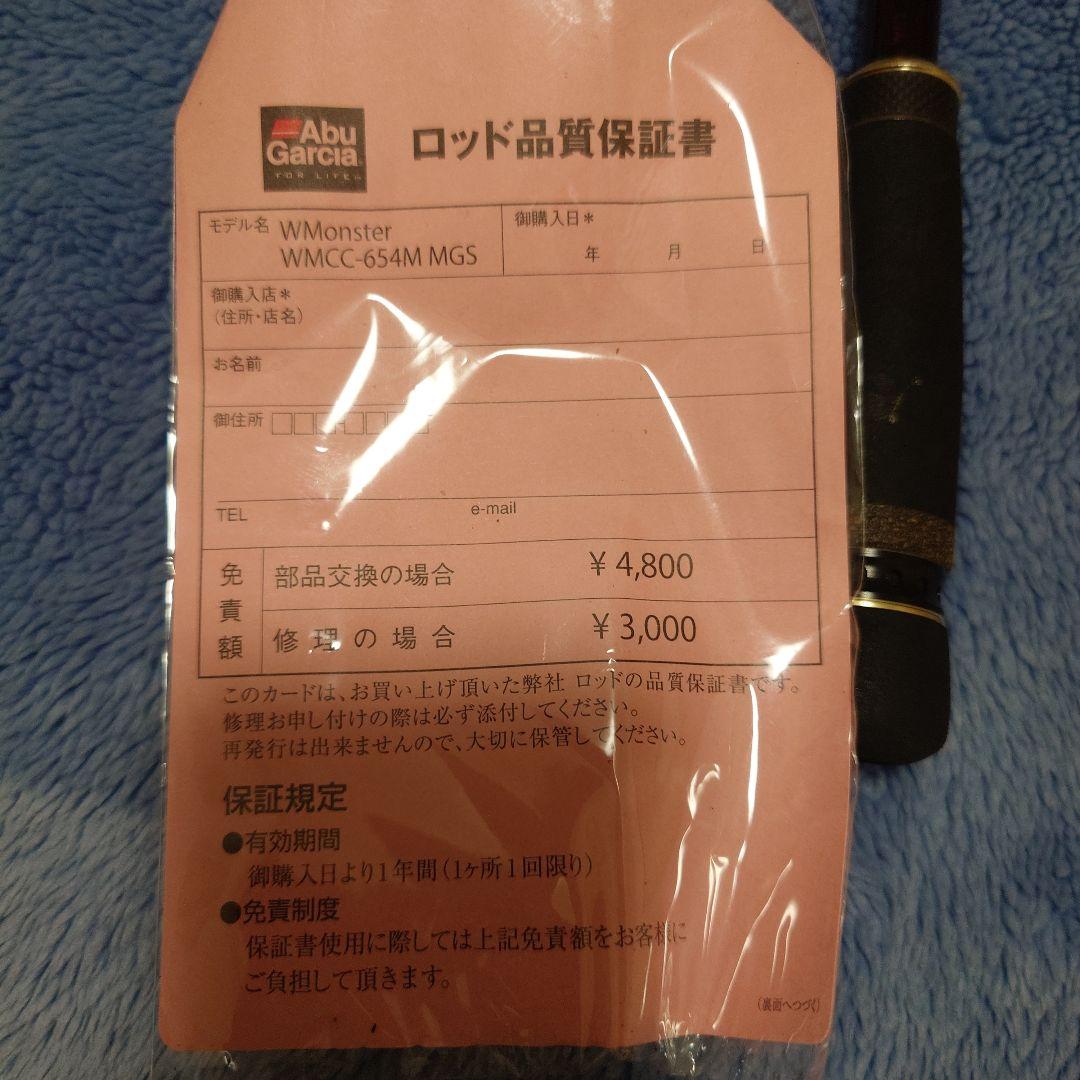 Abu
Garcia
FOR LIFE
ロッド品質保証書
モデル名 WMonster
WMCC-654M MGS
御購入日*
年 月 日
御購入店*
(住所・店名)
お名前
御住所
TEL
e-mail
免責額
部品交換の場合 ¥4,800
修理の場合 ¥3,000
このカードは、お買い上げ頂いた弊社 ロッドの品質保証書です。
修理お申し付けの際は必ず添付してください。
再発行は出来ませんので、大切に保管してください。
保証規定
●有効期間
御購入日より1年間(1ヶ所1回限り)
●免責制度
保証書使用に際しては上記免責額をお客様に
ご負担して頂きます。
(裏面へつづく)